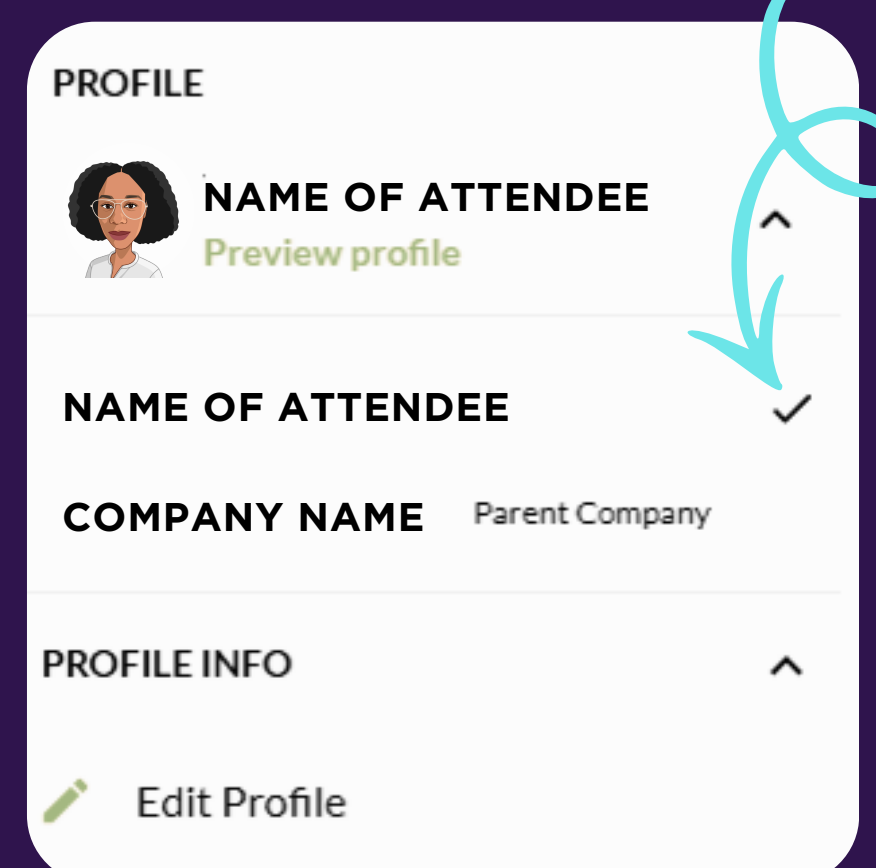 PROFILE
NAME OF ATTENDEE
Preview profile
NAME OF ATTENDEE
COMPANY NAME Parent Company
PROFILE INFO
Edit Profile